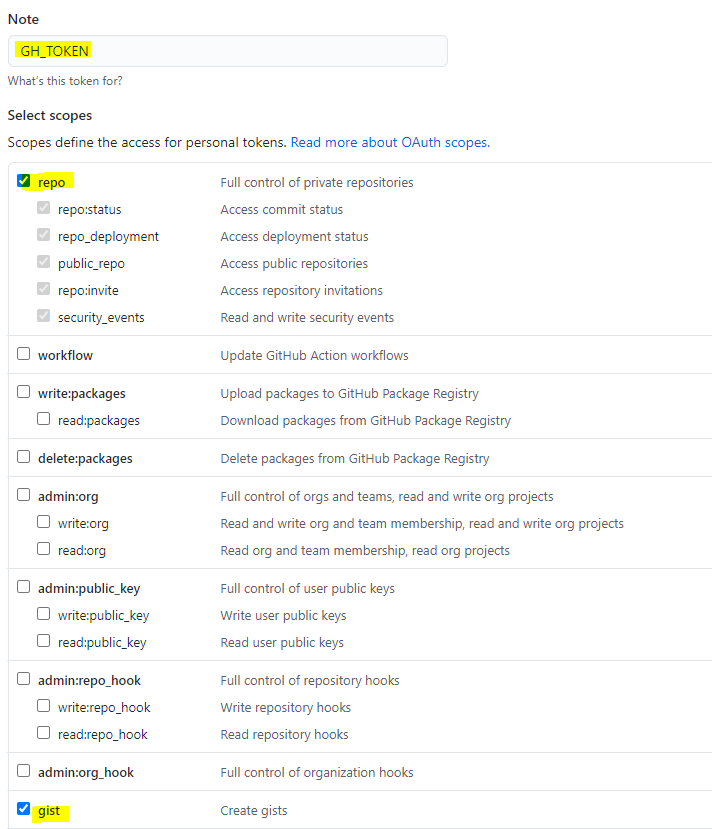 Note
GH_TOKEN
What's this token for?
Select scopes
Scopes define the access for personal tokens. Read more about OAuth scopes.
repo Full control of private repositories
repo:status Access commit status
repo_deployment Access deployment status
public_repo Access public repositories
repo:invite Access repository invitations
security_events Read and write security events
workflow Update GitHub Action workflows
write:packages Upload packages to GitHub Package Registry
read:packages Download packages from GitHub Package Registry
delete:packages Delete packages from GitHub Package Registry
admin:org Full control of orgs and teams, read and write org projects
write:org Read and write org and team membership, read and write org projects
read:org Read org and team membership, read org projects
admin:public_key Full control of user public keys
write:public_key Write user public keys
read:public_key Read user public keys
admin:repo_hook Full control of repository hooks
write:repo_hook Write repository hooks
read:repo_hook Read repository hooks
admin:org_hook Full control of organization hooks
gist Create gists